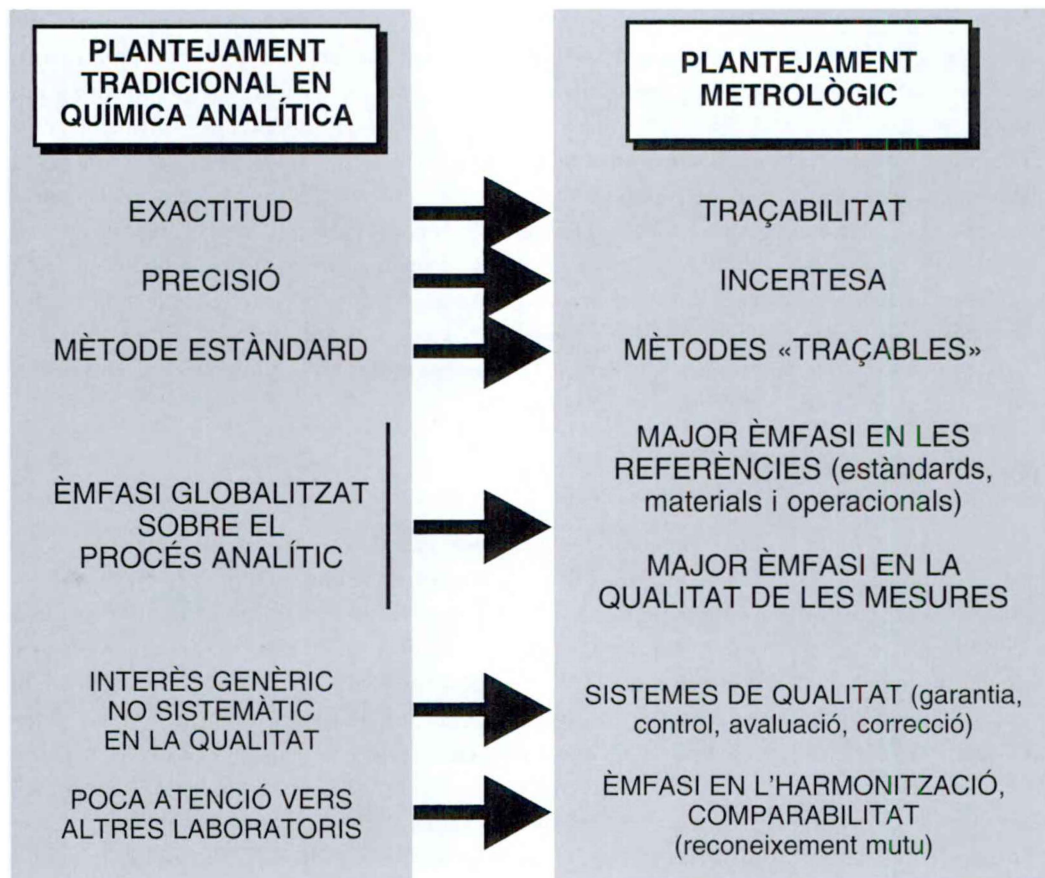 PLANTEJAMENT
TRADICIONAL EN
QUÍMICA ANALÍTICA
PLANTEJAMENT
METROLÒGIC
EXACTITUD
TRAÇABILITAT
PRECISIÓ
INCERTESA
MÈTODE ESTÀNDARD
MÈTODES «TRAÇABLES»
ÈMFASI GLOBALITZAT
SOBRE EL
PROCÉS ANALÍTIC
MAJOR ÈMFASI EN LES
REFERÈNCIES (estàndards,
materials i operacionals)
MAJOR ÈMFASI EN LA
QUALITAT DE LES MESURES
INTERÈS GENÈRIC
NO SISTEMÀTIC
EN LA QUALITAT
SISTEMES DE QUALITAT (garantia,
control, avaluació, correcció)
POCA ATENCIÓ VERS
ALTRES LABORATORIS
ÈMFASI EN L'HARMONITZACIÓ,
COMPARABILITAT
(reconeixement mutu)